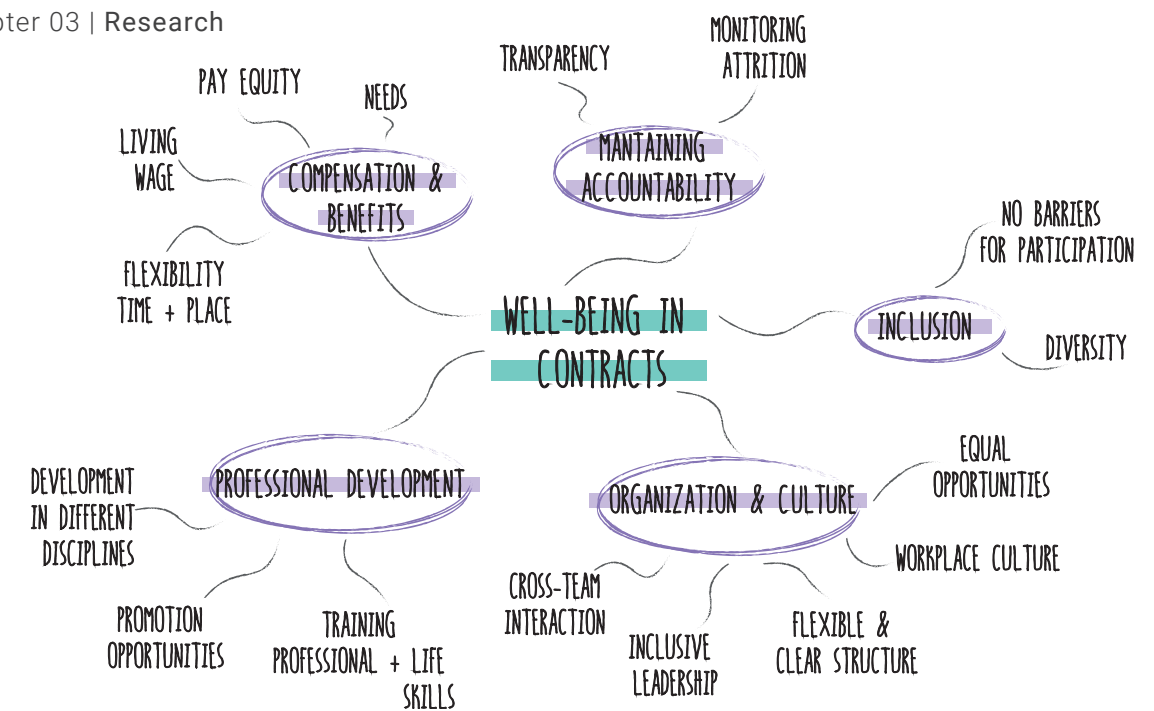 pter 03 | Research
PAY EQUITY
NEEDS
LIVING
WAGE
COMPENSATION &
BENEFITS
FLEXIBILITY
TIME + PLACE
TRANSPARENCY
MONITORING
ATTRITION
MANTAINING
ACCOUNTABILITY
WELL-BEING IN
CONTRACTS
NO BARRIERS
FOR PARTICIPATION
INCLUSION
DIVERSITY
PROFESSIONAL DEVELOPMENT
DEVELOPMENT
IN DIFFERENT
DISCIPLINES
PROMOTION
OPPORTUNITIES
TRAINING
PROFESSIONAL + LIFE
SKILLS
ORGANIZATION & CULTURE
EQUAL
OPPORTUNITIES
WORKPLACE CULTURE
CROSS-TEAM
INTERACTION
INCLUSIVE
LEADERSHIP
FLEXIBLE &
CLEAR STRUCTURE